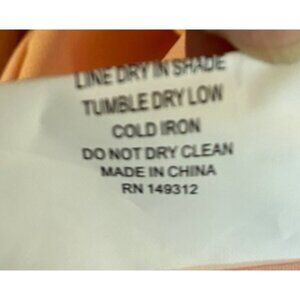 LINE DRY IN SHADE
TUMBLE DRY LOW
COLD IRON
DO NOT DRY CLEAN
MADE IN CHINA
RN 149312